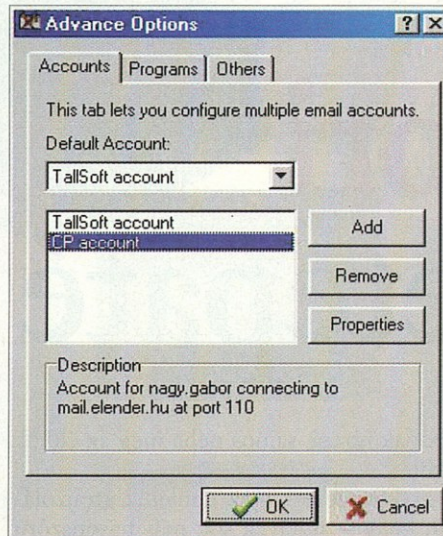 Advance Options
Accounts
Programs
Others
This tab lets you configure multiple email accounts.
Default Account:
TallSoft account
TallSoft account
CP account
Add
Remove
Properties
Description
Account for nagy.gabor connecting to
mail.elender.hu at port 110
OK
Cancel